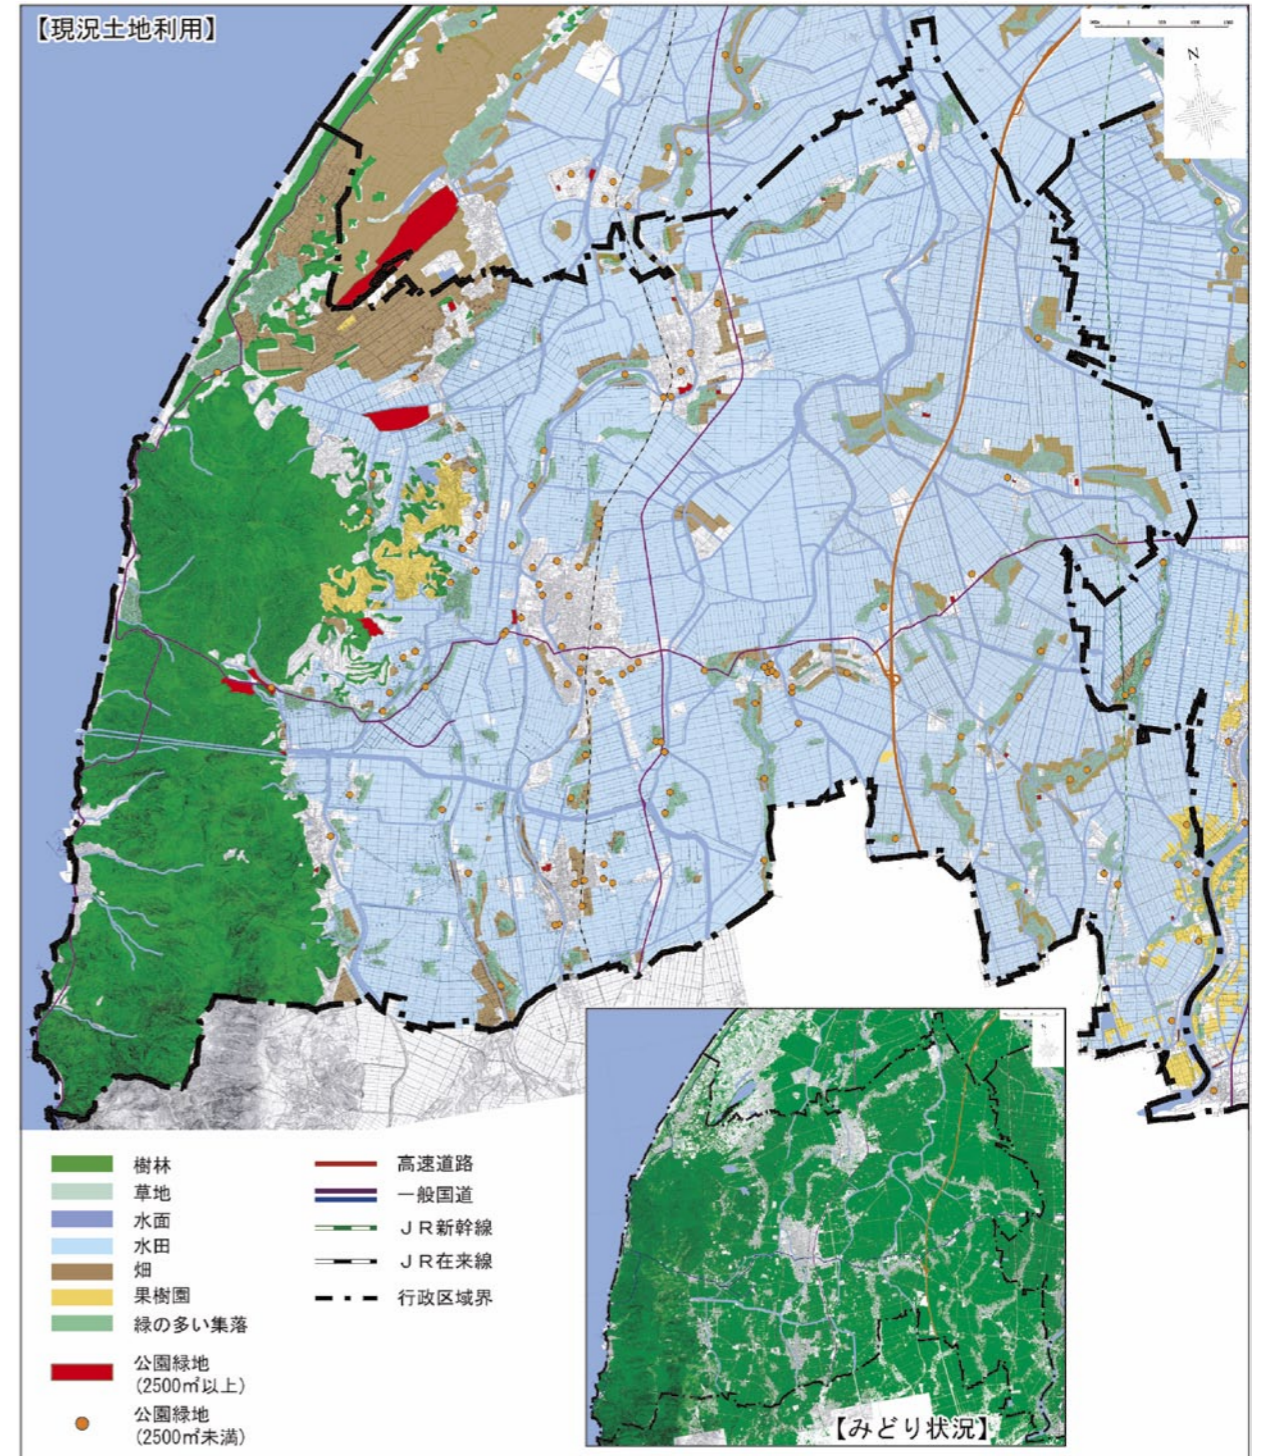 【現況土地利用】
N
樹林
草地
水面
水田
畑
果樹園
緑の多い集落
公園緑地
(2500㎡以上)
公園緑地
(2500㎡未満)
高速道路
一般国道
JR新幹線
JR在来線
行政区域界
【みどり状況】